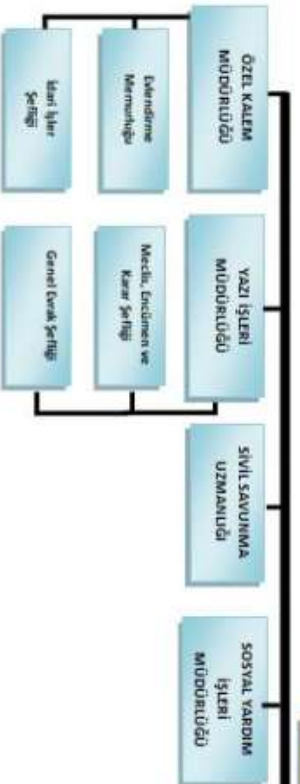 ÖZEL KALEM
MÜDÜRLÜĞÜ
Evlendirme
Memurluğu
İdari İşler
Şefliği
YAZI İŞLERİ
MÜDÜRLÜĞÜ
Meclis, Encümen ve
Karar Şefliği
Genel Evrak Şefliği
SİVİL SAVUNMA
UZMANLIĞI
SOSYAL YARDIM
İŞLERİ
MÜDÜRLÜĞÜ